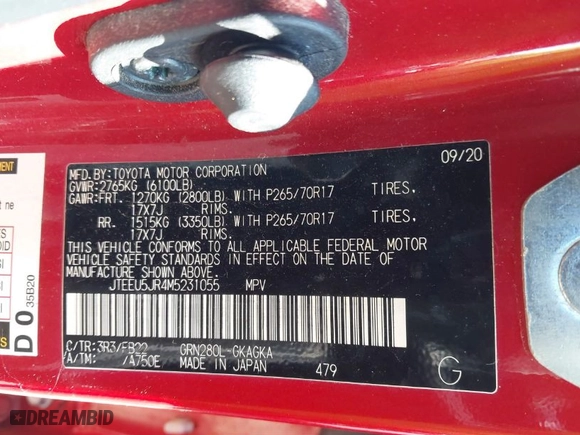 MFD.BY:TOYOTA MOTOR CORPORATION 09/20
GVWR:2765KG (6100LB)
GAWR:FRT. 1270KG (2800LB) WITH P265/70R17 TIRES,
17X7J RIMS.
RR. 1515KG (3350LB) WITH P265/70R17 TIRES,
17X7J RIMS.
THIS VEHICLE CONFORMS TO ALL APPLICABLE FEDERAL MOTOR
VEHICLE SAFETY STANDARDS IN EFFECT ON THE DATE OF
MANUFACTURE SHOWN ABOVE.
JTEEU5JR4M5231055 MPV
C/TR:3R3/FB22 GRN280L-GKAGKA
A/TM: /A750E MADE IN JAPAN 479 G
D 0 35B20
DREAMBID